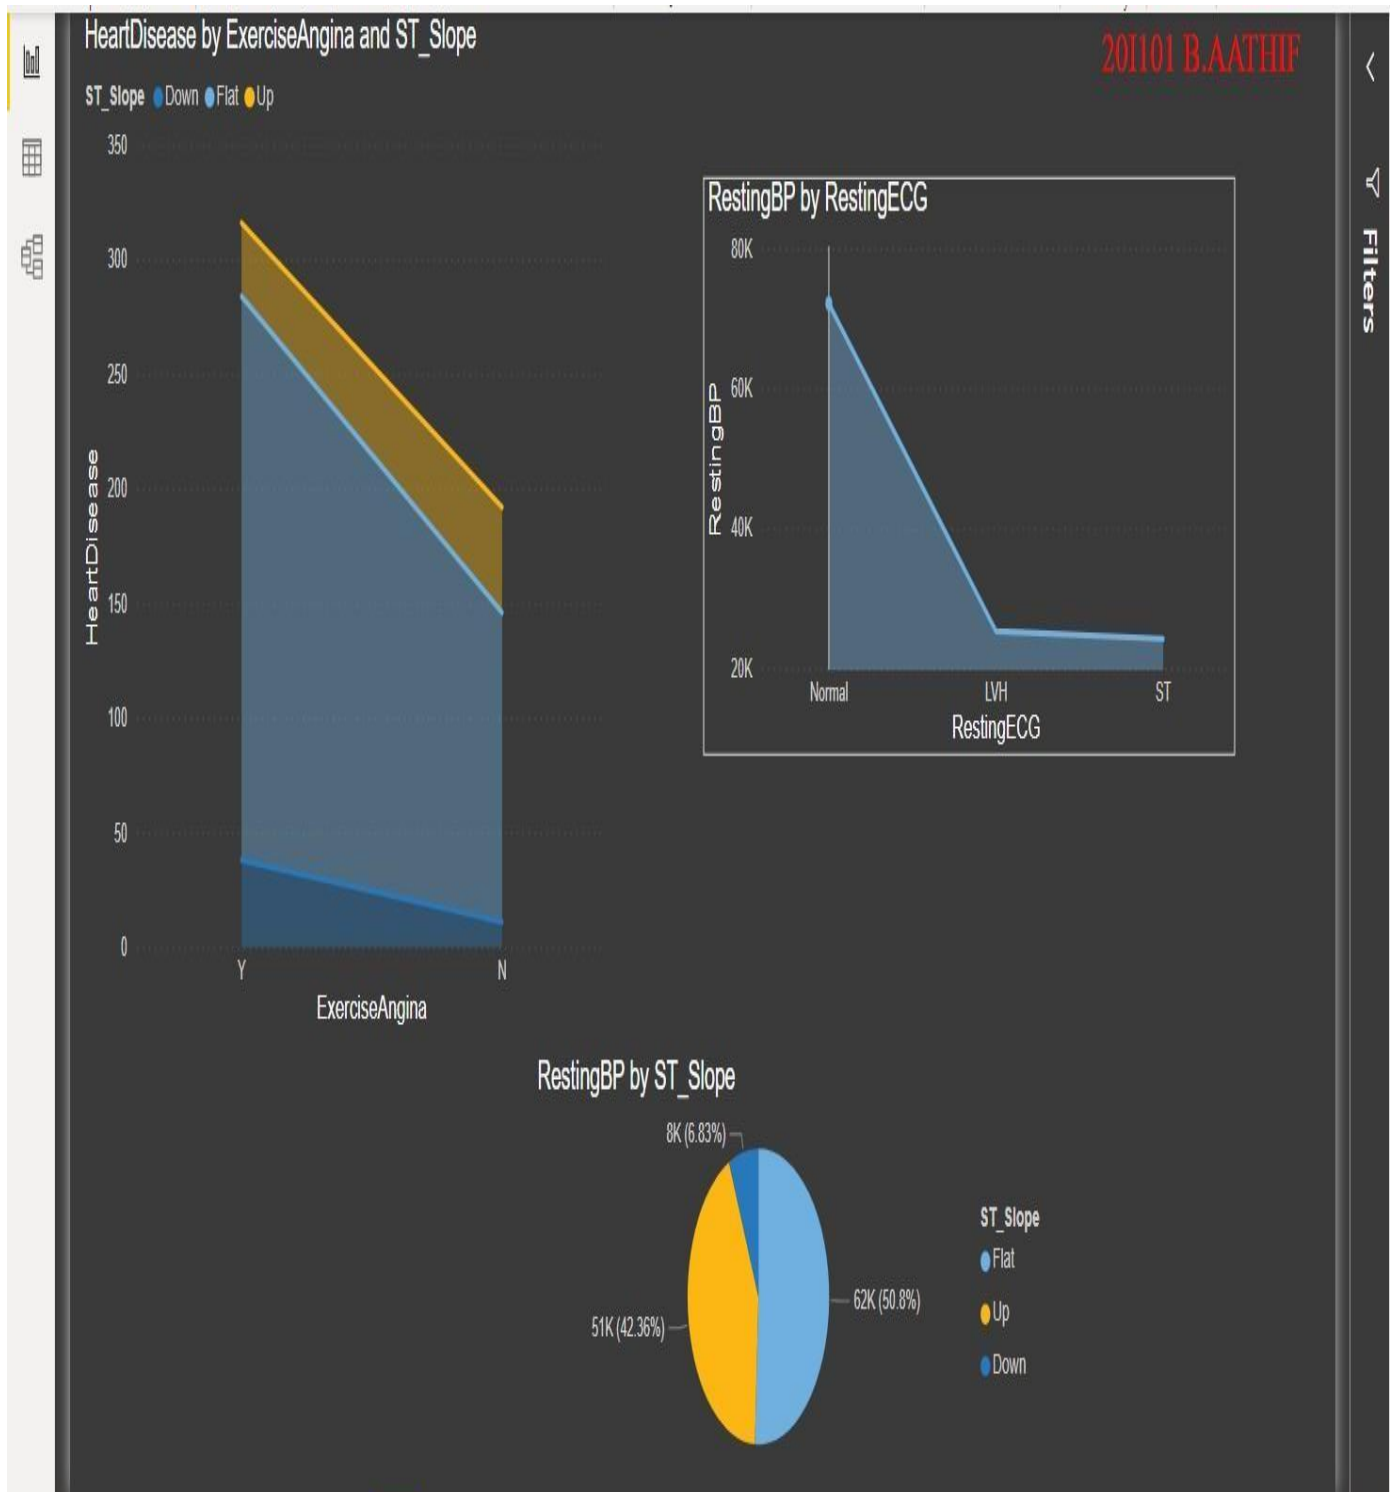 HeartDisease by ExerciseAngina and ST_Slope
20I101 B.AATHIF
ST_Slope Down Flat Up
350
300
250
200
150
100
50
0
HeartDisease
Y N
ExerciseAngina
RestingBP by RestingECG
80K
60K
40K
20K
RestingBP
Normal LVH ST
RestingECG
Filters
RestingBP by ST_Slope
8K (6.83%)
51K (42.36%)
62K (50.8%)
ST_Slope
Flat
Up
Down